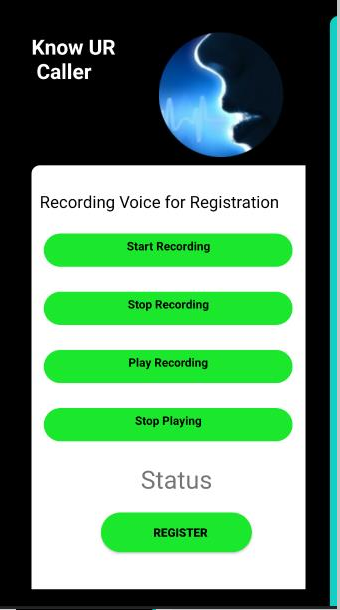 Know UR
Caller
Recording Voice for Registration
Start Recording
Stop Recording
Play Recording
Stop Playing
Status
REGISTER